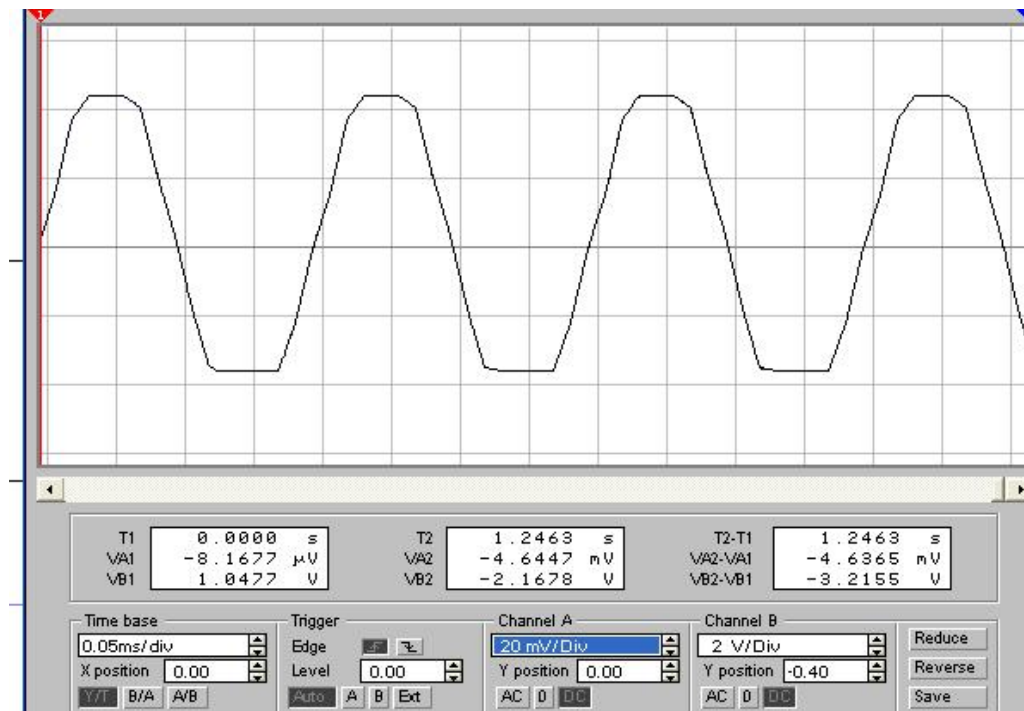 1
T1 0.0000 s T2 1.2463 s T2-T1 1.2463 s
VA1 -8.1677 µV VA2 -4.6447 mV VA2-VA1 -4.6365 mV
VB1 1.0477 V VB2 -2.1678 V VB2-VB1 -3.2155 V
Time base Trigger Channel A Channel B
0.05ms/div Edge 20 mV/Div 2 V/Div Reduce
X position 0.00 Level 0.00 Y position 0.00 Y position -0.40 Reverse
Y/T B/A A/B Auto A B Ext AC 0 DC AC 0 DC Save